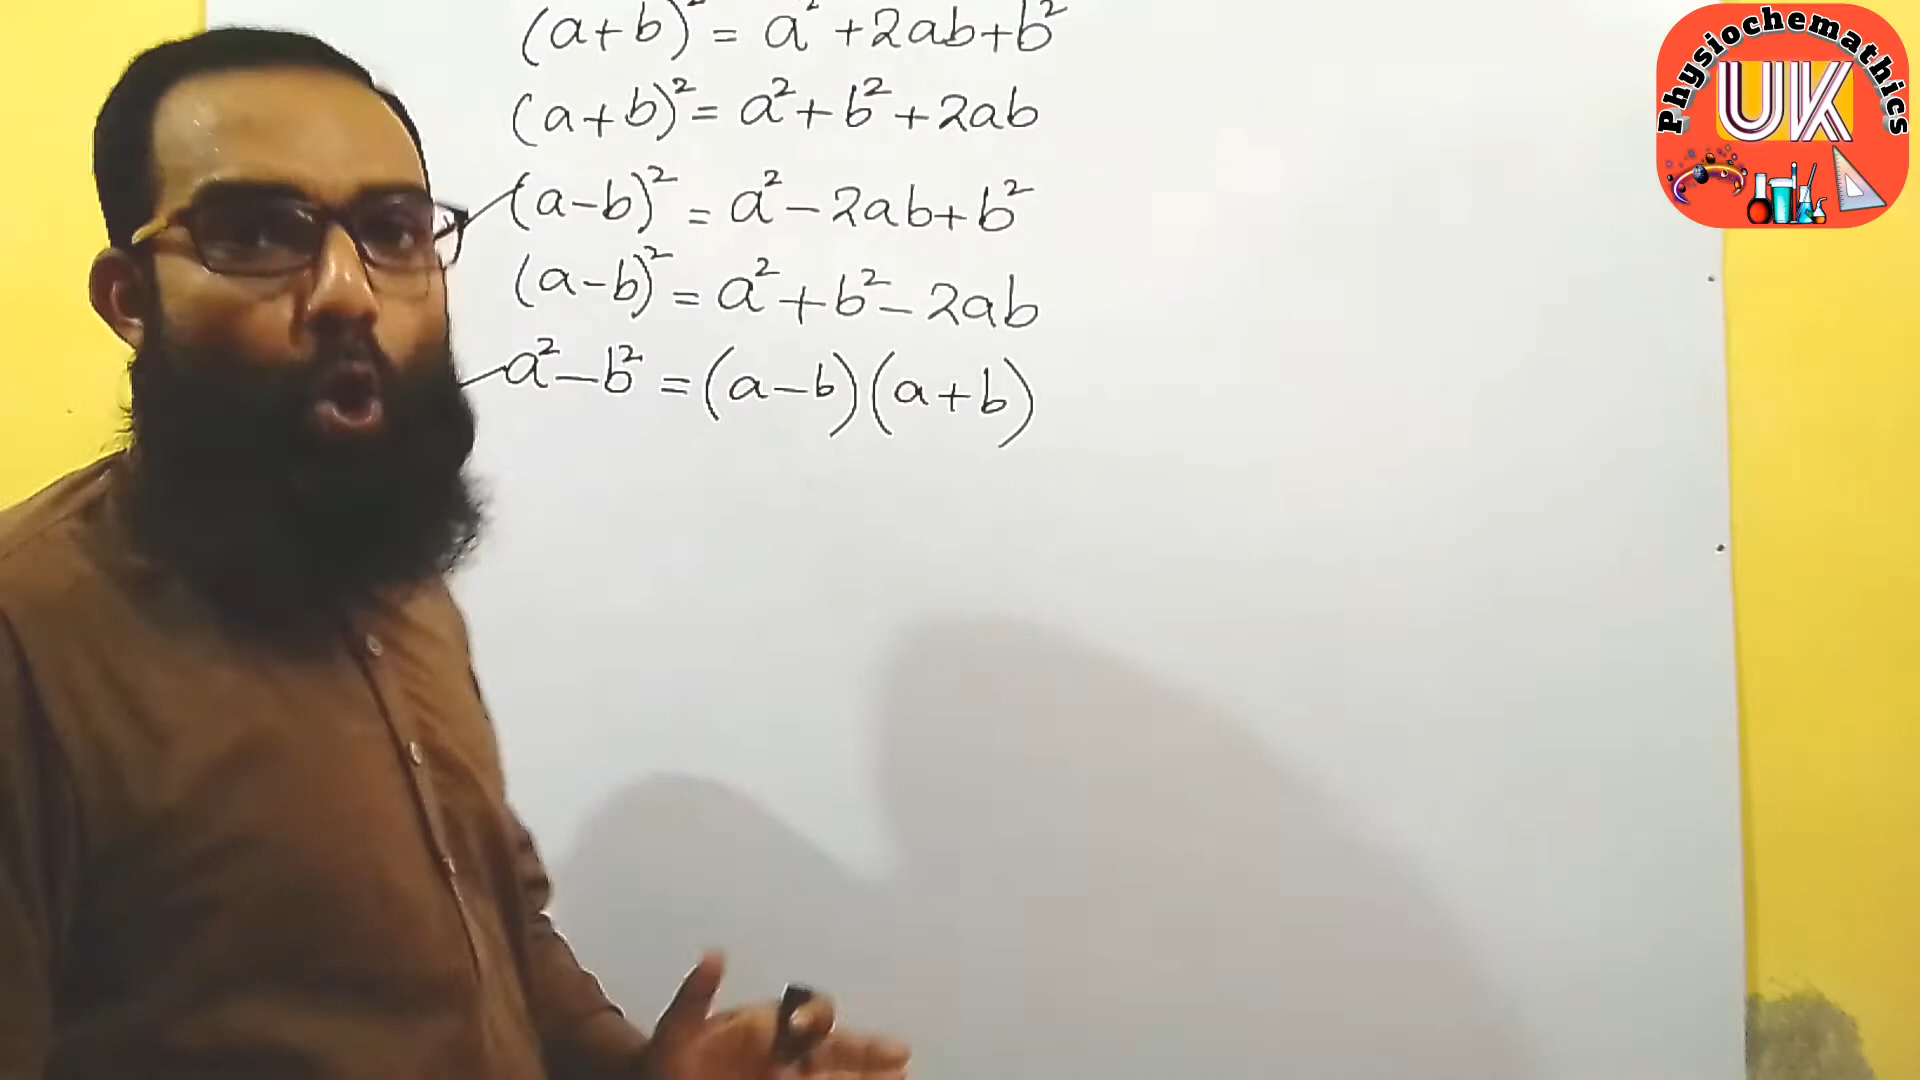 (a+b)² = a² +2ab+b²
(a+b)² = a²+b²+2ab
(a-b)² = a²-2ab+b²
(a-b)² = a²+b²-2ab
a²-b² = (a-b)(a+b)
Physiochemathics
UK